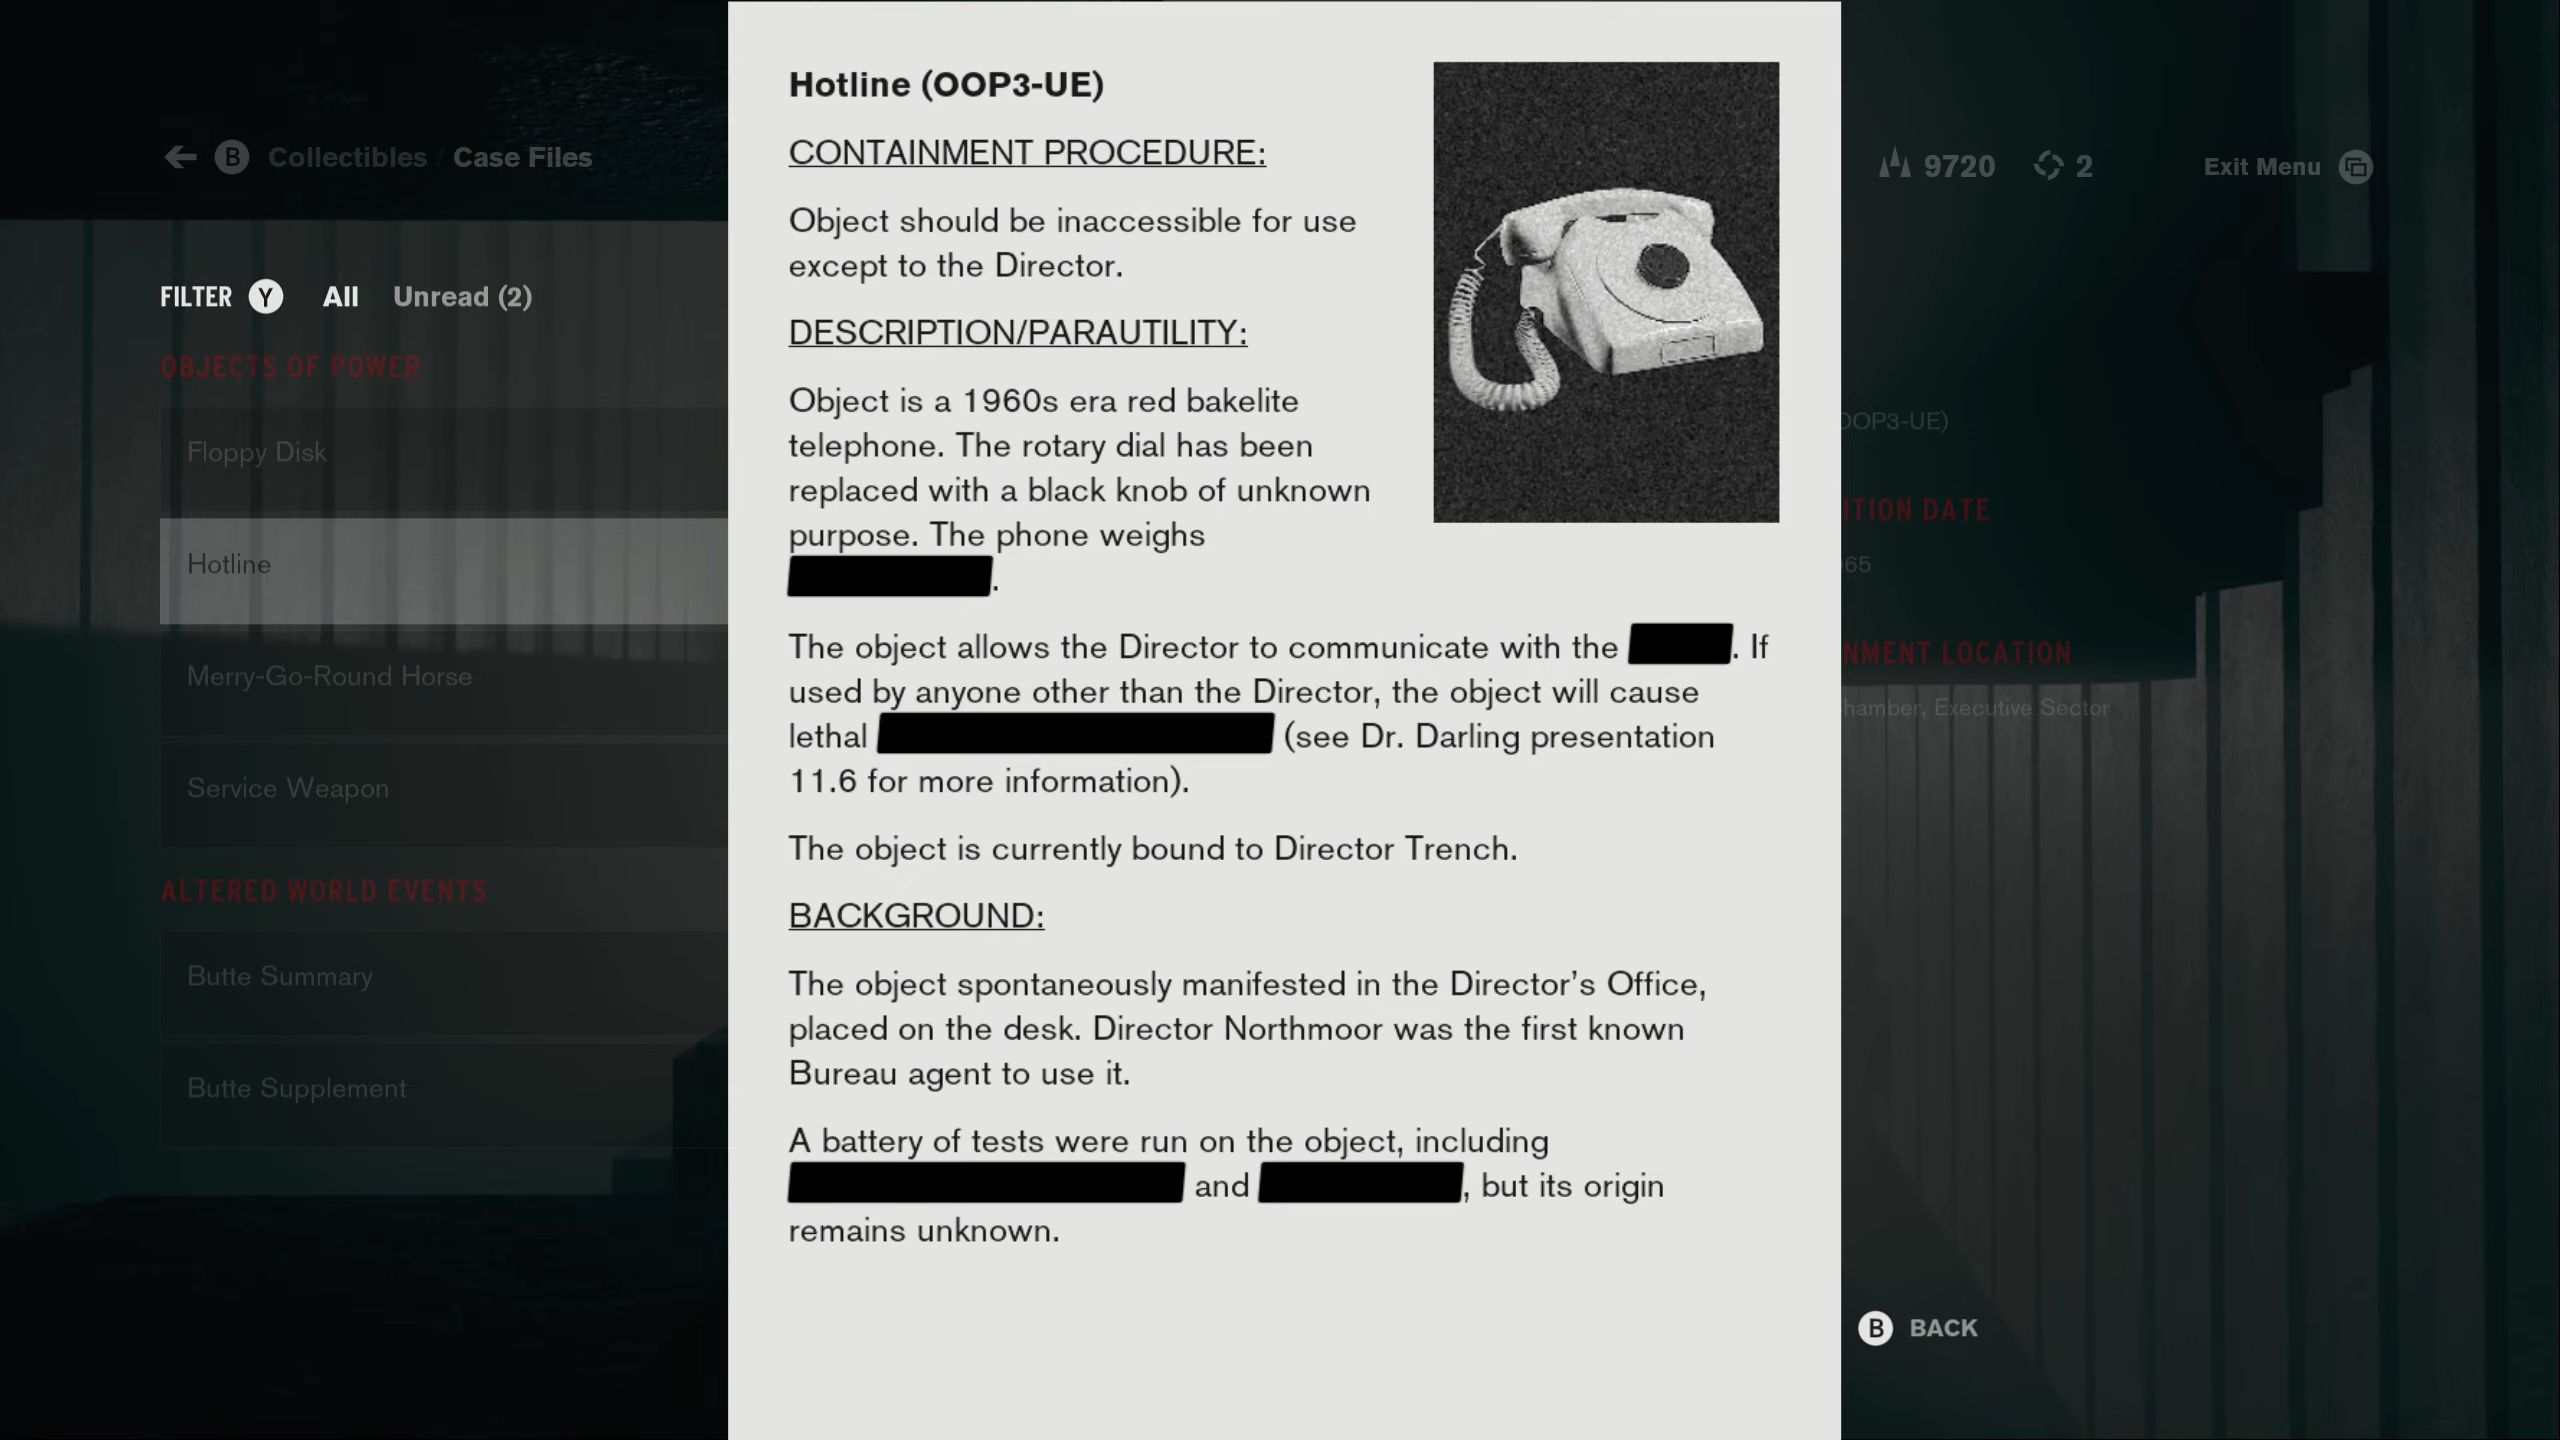 B Collectibles / Case Files
9720
2
Exit Menu
FILTER Y All Unread (2)
OBJECTS OF POWER
Floppy Disk
Hotline
Merry-Go-Round Horse
Service Weapon
ALTERED WORLD EVENTS
Butte Summary
Butte Supplement
Hotline (OOP3-UE)
CONTAINMENT PROCEDURE:
Object should be inaccessible for use
except to the Director.
DESCRIPTION/PARAUTILITY:
Object is a 1960s era red bakelite
telephone. The rotary dial has been
replaced with a black knob of unknown
purpose. The phone weighs
.
The object allows the Director to communicate with the . If
used by anyone other than the Director, the object will cause
lethal (see Dr. Darling presentation
11.6 for more information).
The object is currently bound to Director Trench.
BACKGROUND:
The object spontaneously manifested in the Director’s Office,
placed on the desk. Director Northmoor was the first known
Bureau agent to use it.
A battery of tests were run on the object, including
and , but its origin
remains unknown.
OOP3-UE)
ITION DATE
65
NMENT LOCATION
hamber, Executive Sector
B BACK